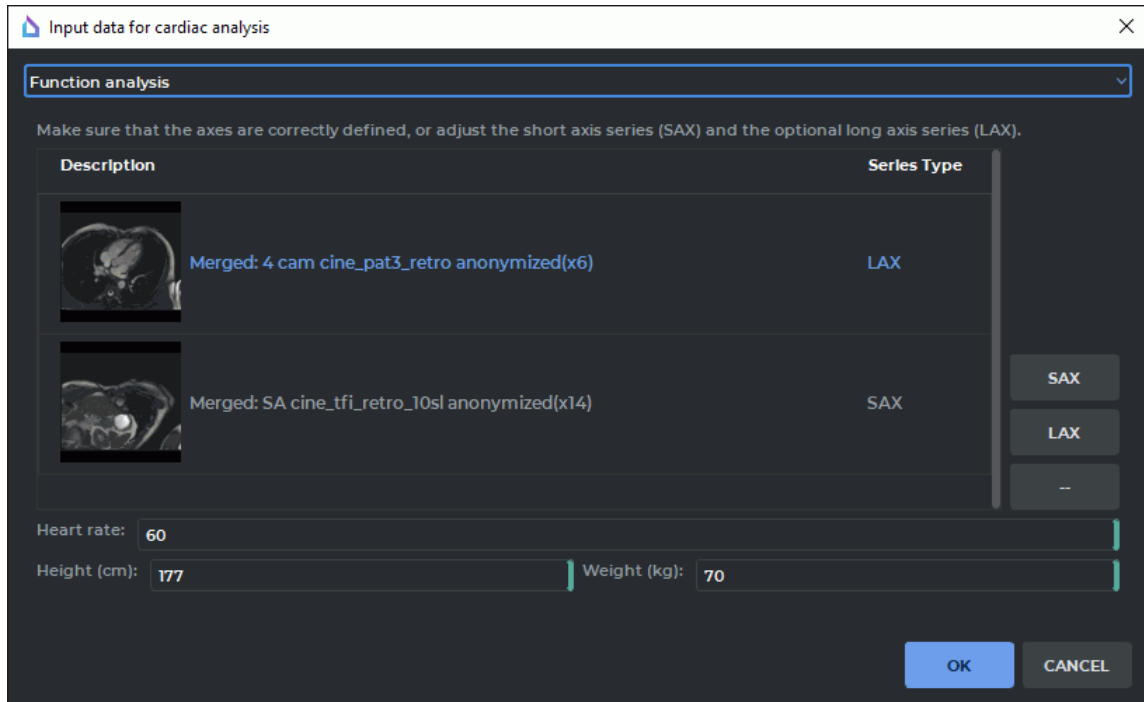 Input data for cardiac analysis
Function analysis
Make sure that the axes are correctly defined, or adjust the short axis series (SAX) and the optional long axis series (LAX).
Description Series Type
Merged: 4 cam cine_pat3_retro anonymized(x6) LAX
Merged: SA cine_tfi_retro_10sl anonymized(x14) SAX
SAX
LAX
--
Heart rate: 60
Height (cm): 177 Weight (kg): 70
OK CANCEL